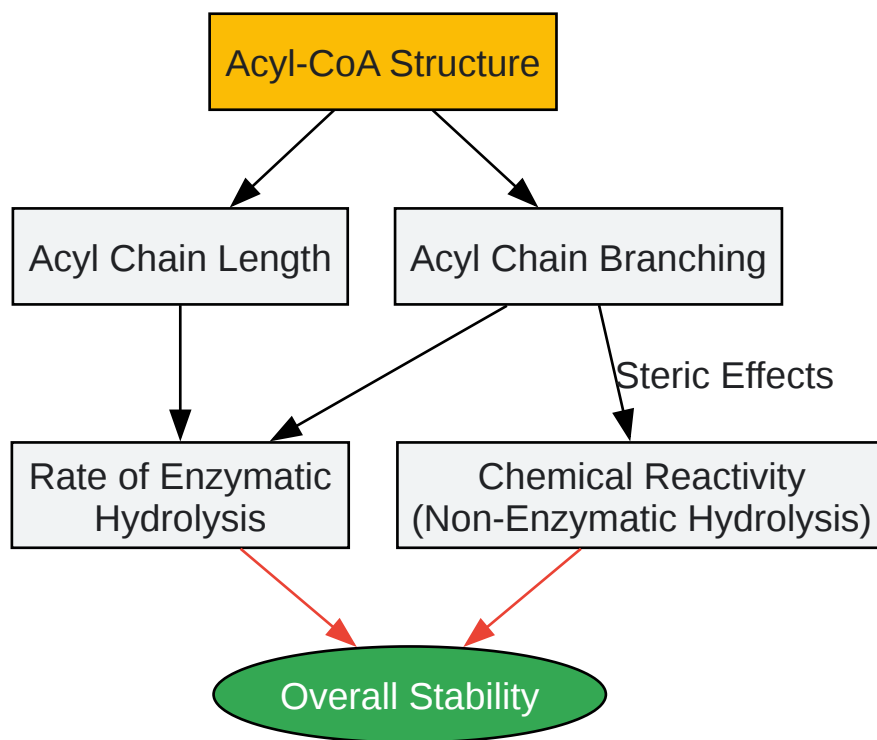 Acyl-CoA Structure
Acyl Chain Length
Acyl Chain Branching
Steric Effects
Rate of Enzymatic
Hydrolysis
Chemical Reactivity
(Non-Enzymatic Hydrolysis)
Overall Stability